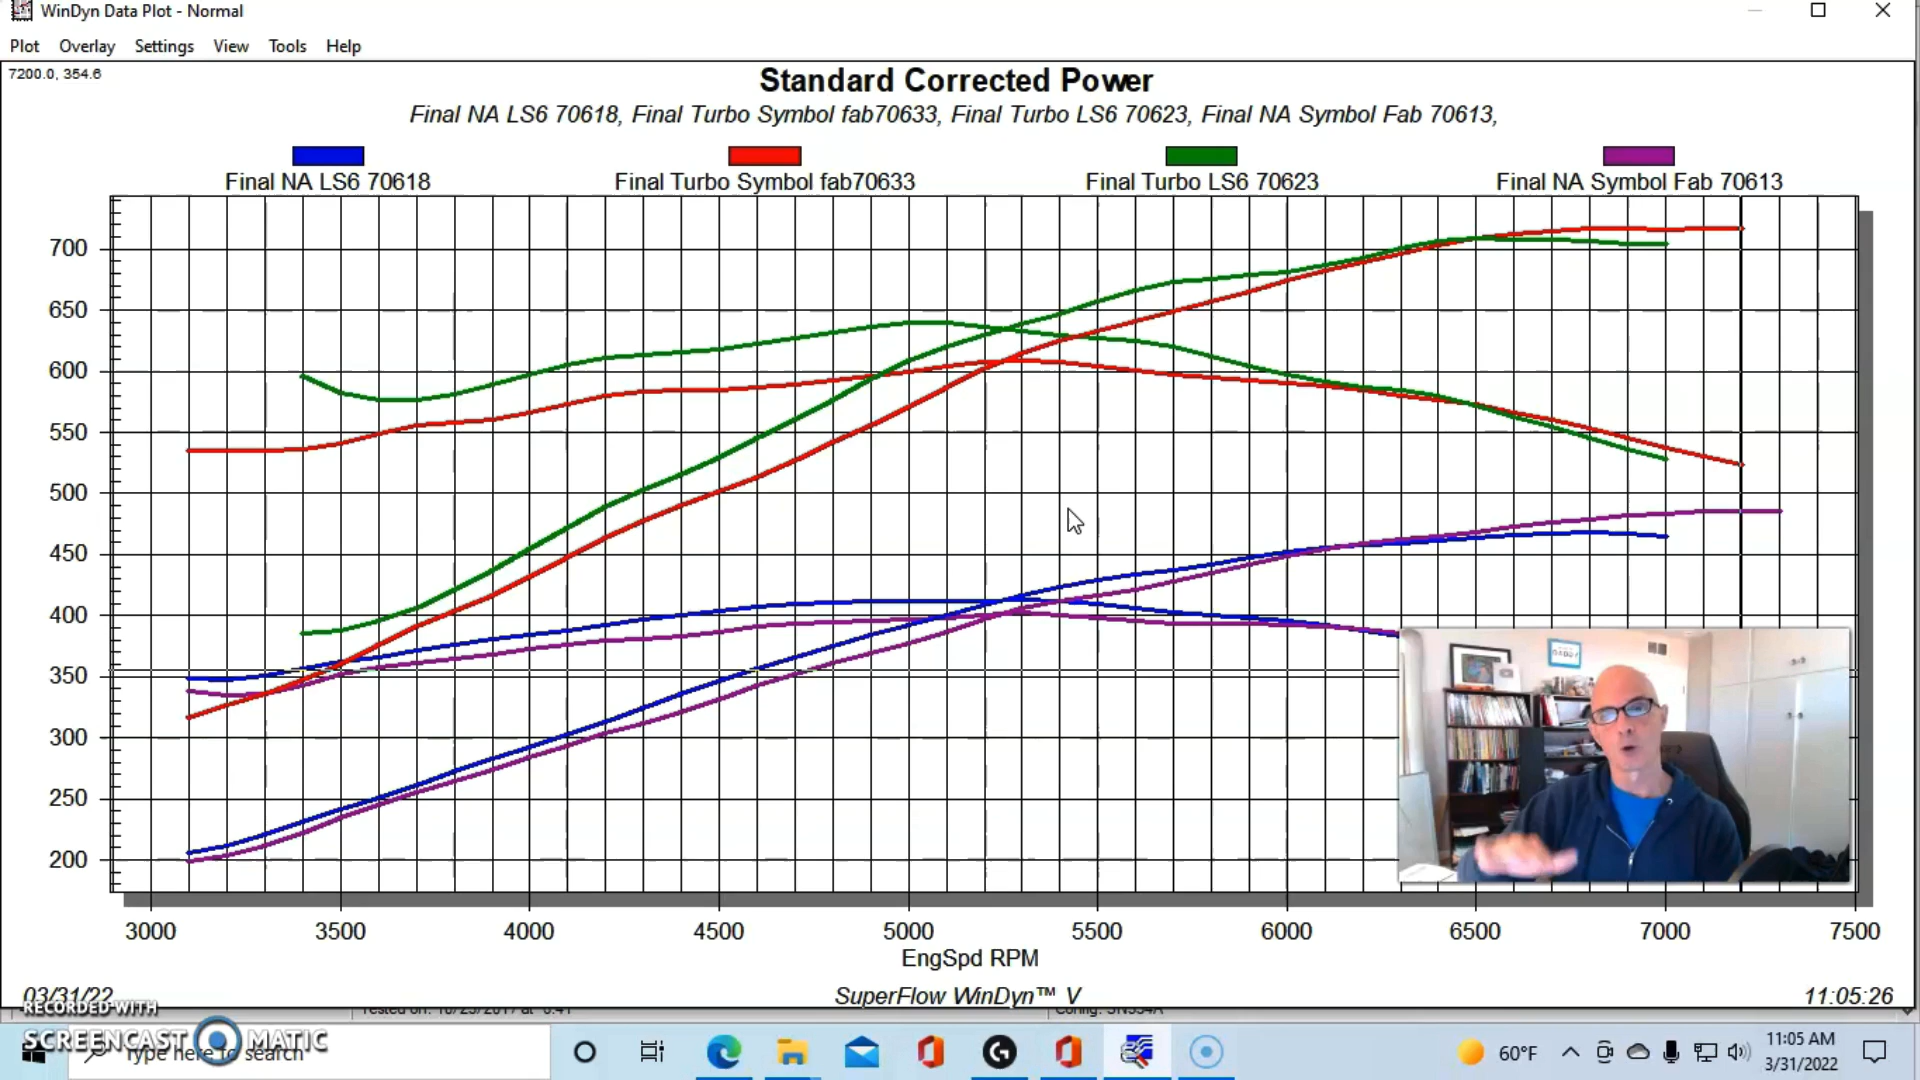 WinDyn Data Plot - Normal
Plot Overlay Settings View Tools Help
7200.0, 354.6
Standard Corrected Power
Final NA LS6 70618, Final Turbo Symbol fab70633, Final Turbo LS6 70623, Final NA Symbol Fab 70613,
Final NA LS6 70618 Final Turbo Symbol fab70633 Final Turbo LS6 70623 Final NA Symbol Fab 70613
700
650
600
550
500
450
400
350
300
250
200
3000 3500 4000 4500 5000 5500 6000 6500 7000 7500
EngSpd RPM
03/31/22 SuperFlow WinDyn™ V 11:05:26
RECORDED WITH
SCREENCAST MATIC
Type here to search
60°F
11:05 AM
3/31/2022